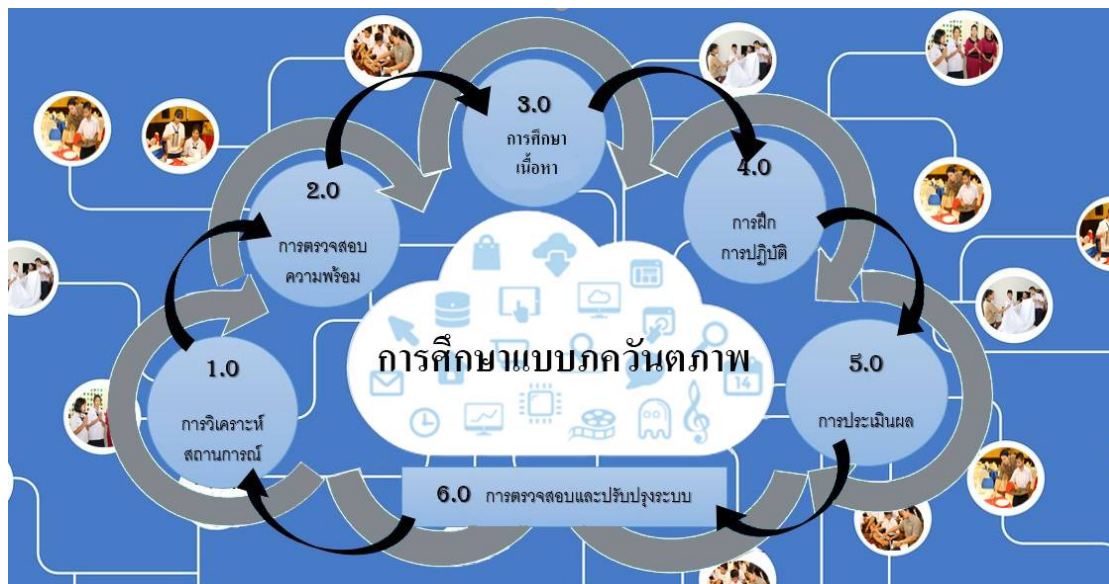 3.0
การศึกษา
เนื้อหา
2.0
การตรวจสอบ
ความพร้อม
4.0
การฝึก
การปฏิบัติ
1.0
การวิเคราะห์
สถานการณ์
การศึกษาแบบภควันตภาพ
14
5.0
การประเมินผล
6.0 การตรวจสอบและปรับปรุงระบบ